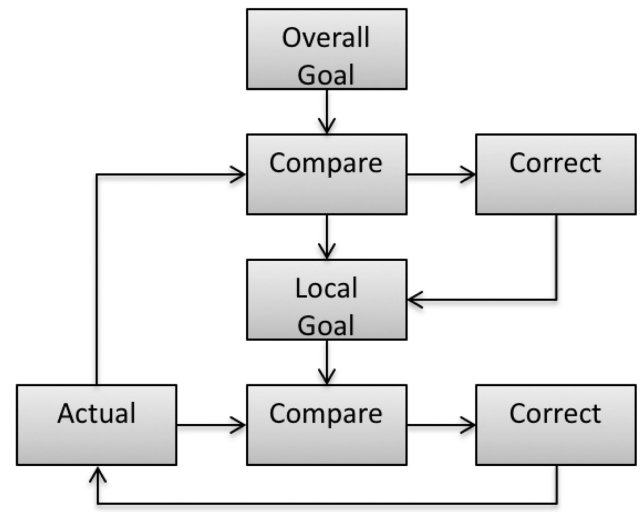 Overall
Goal
Compare
Correct
Local
Goal
Actual
Compare
Correct